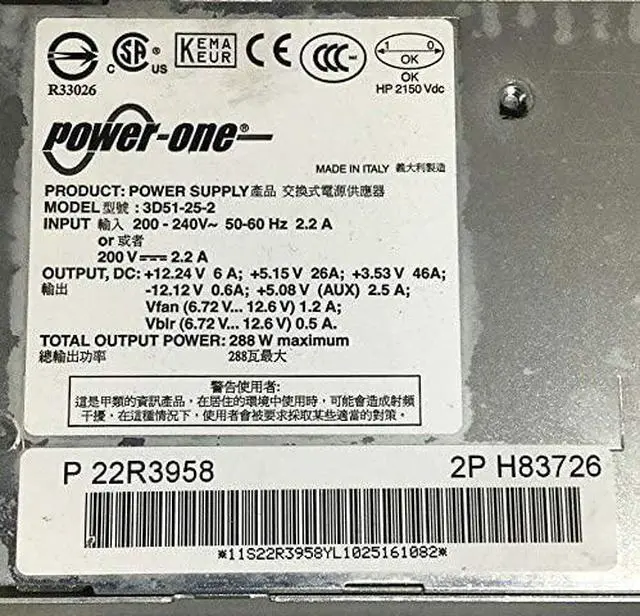 R33026
C SA ® US
KEMA
EUR
CE
CCC
1 0
OK
OK
HP 2150 Vdc
power-one®
MADE IN ITALY 義大利製造
PRODUCT: POWER SUPPLY 產品 交換式電源供應器
MODEL 型號 : 3D51-25-2
INPUT 輸入 200 - 240V~ 50-60 Hz 2.2 A
or 或者
200 V⎓ 2.2 A
OUTPUT, DC: +12.24 V 6 A; +5.15 V 26A; +3.53 V 46A;
輸出 -12.12 V 0.6A; +5.08 V (AUX) 2.5 A;
Vfan (6.72 V... 12.6 V) 1.2 A;
Vblr (6.72 V... 12.6 V) 0.5 A.
TOTAL OUTPUT POWER: 288 W maximum
總輸出功率 288瓦最大
警告使用者:
這是甲類的資訊產品，在居住的環境中使用時，可能會造成射頻
干擾，在這種情況下，使用者會被要求採取某些適當的對策。
P 22R3958 2P H83726
*11S22R3958YL1025161082*